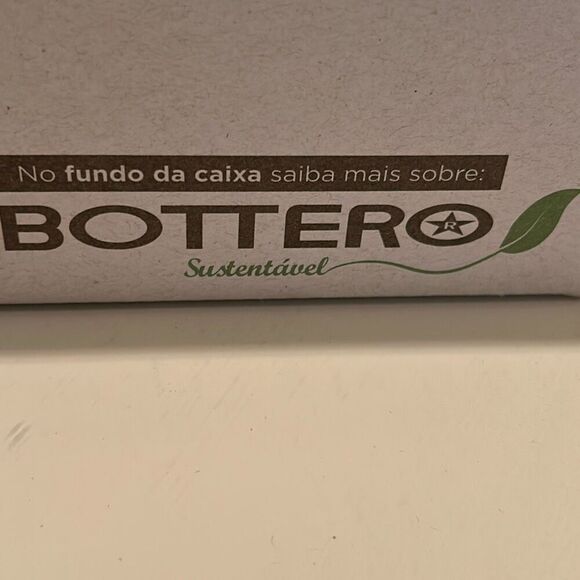 No fundo da caixa saiba mais sobre:
BOTTERO
R
Sustentável